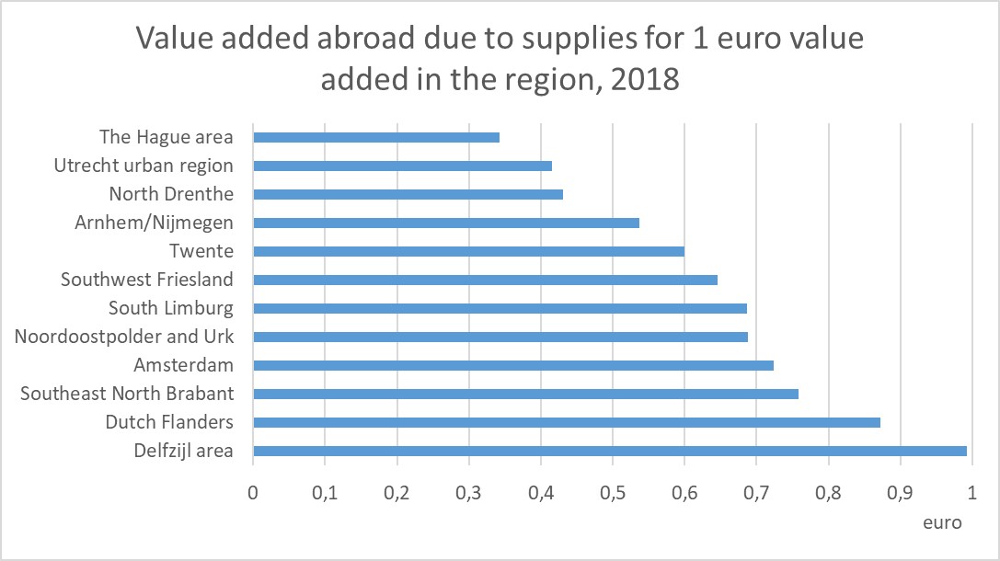 Value added abroad due to supplies for 1 euro value
added in the region, 2018
The Hague area
Utrecht urban region
North Drenthe
Arnhem/Nijmegen
Twente
Southwest Friesland
South Limburg
Noordoostpolder and Urk
Amsterdam
Southeast North Brabant
Dutch Flanders
Delfzijl area
0 0,1 0,2 0,3 0,4 0,5 0,6 0,7 0,8 0,9 1
euro